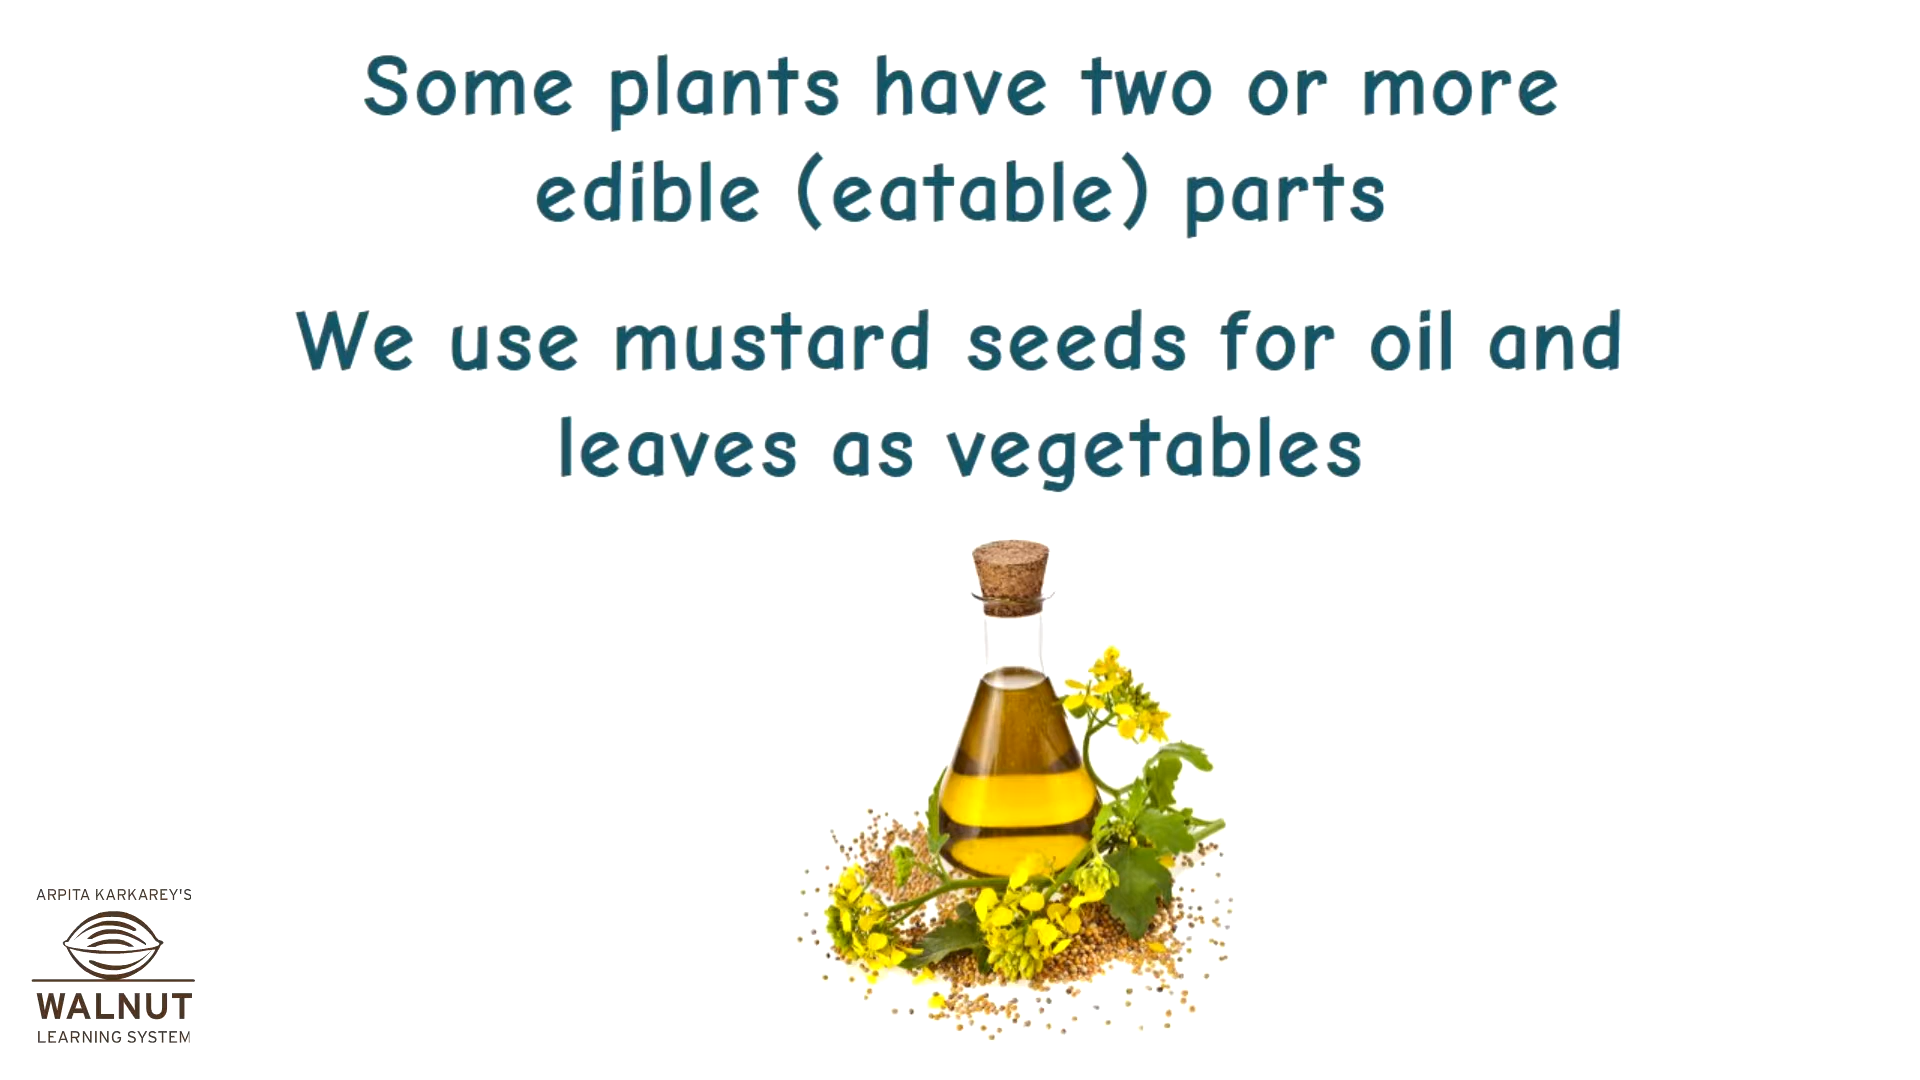 Some plants have two or more
edible (eatable) parts
We use mustard seeds for oil and
leaves as vegetables
ARPITA KARKAREY'S
WALNUT
LEARNING SYSTEM